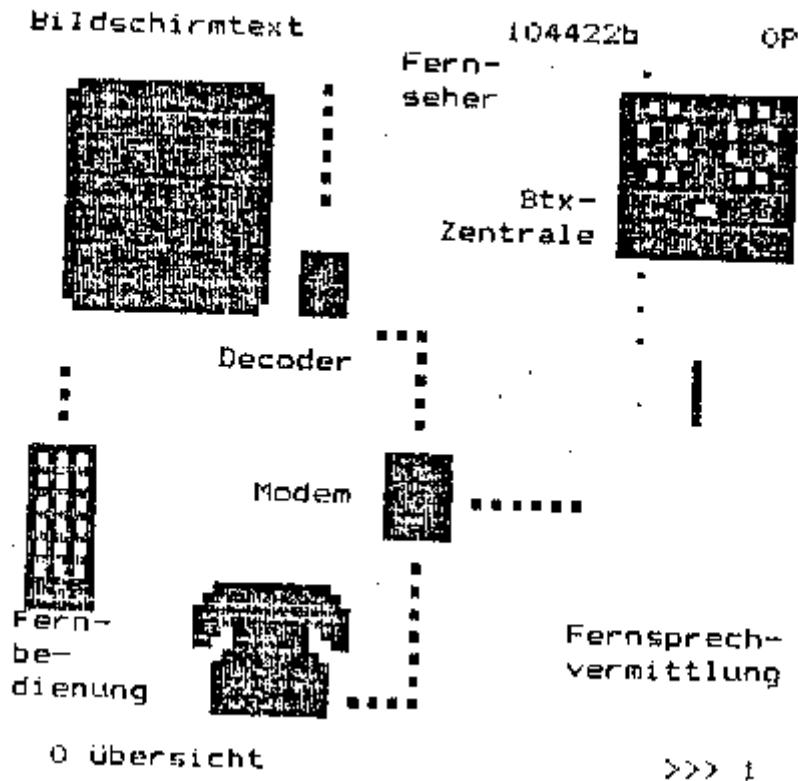 Bildschirmtext 104422b OP
Fern-
seher
Btx-
Zentrale
Decoder
Modem
Fern-
be-
dienung
Fernsprech-
vermittlung
0 übersicht
>>> 1